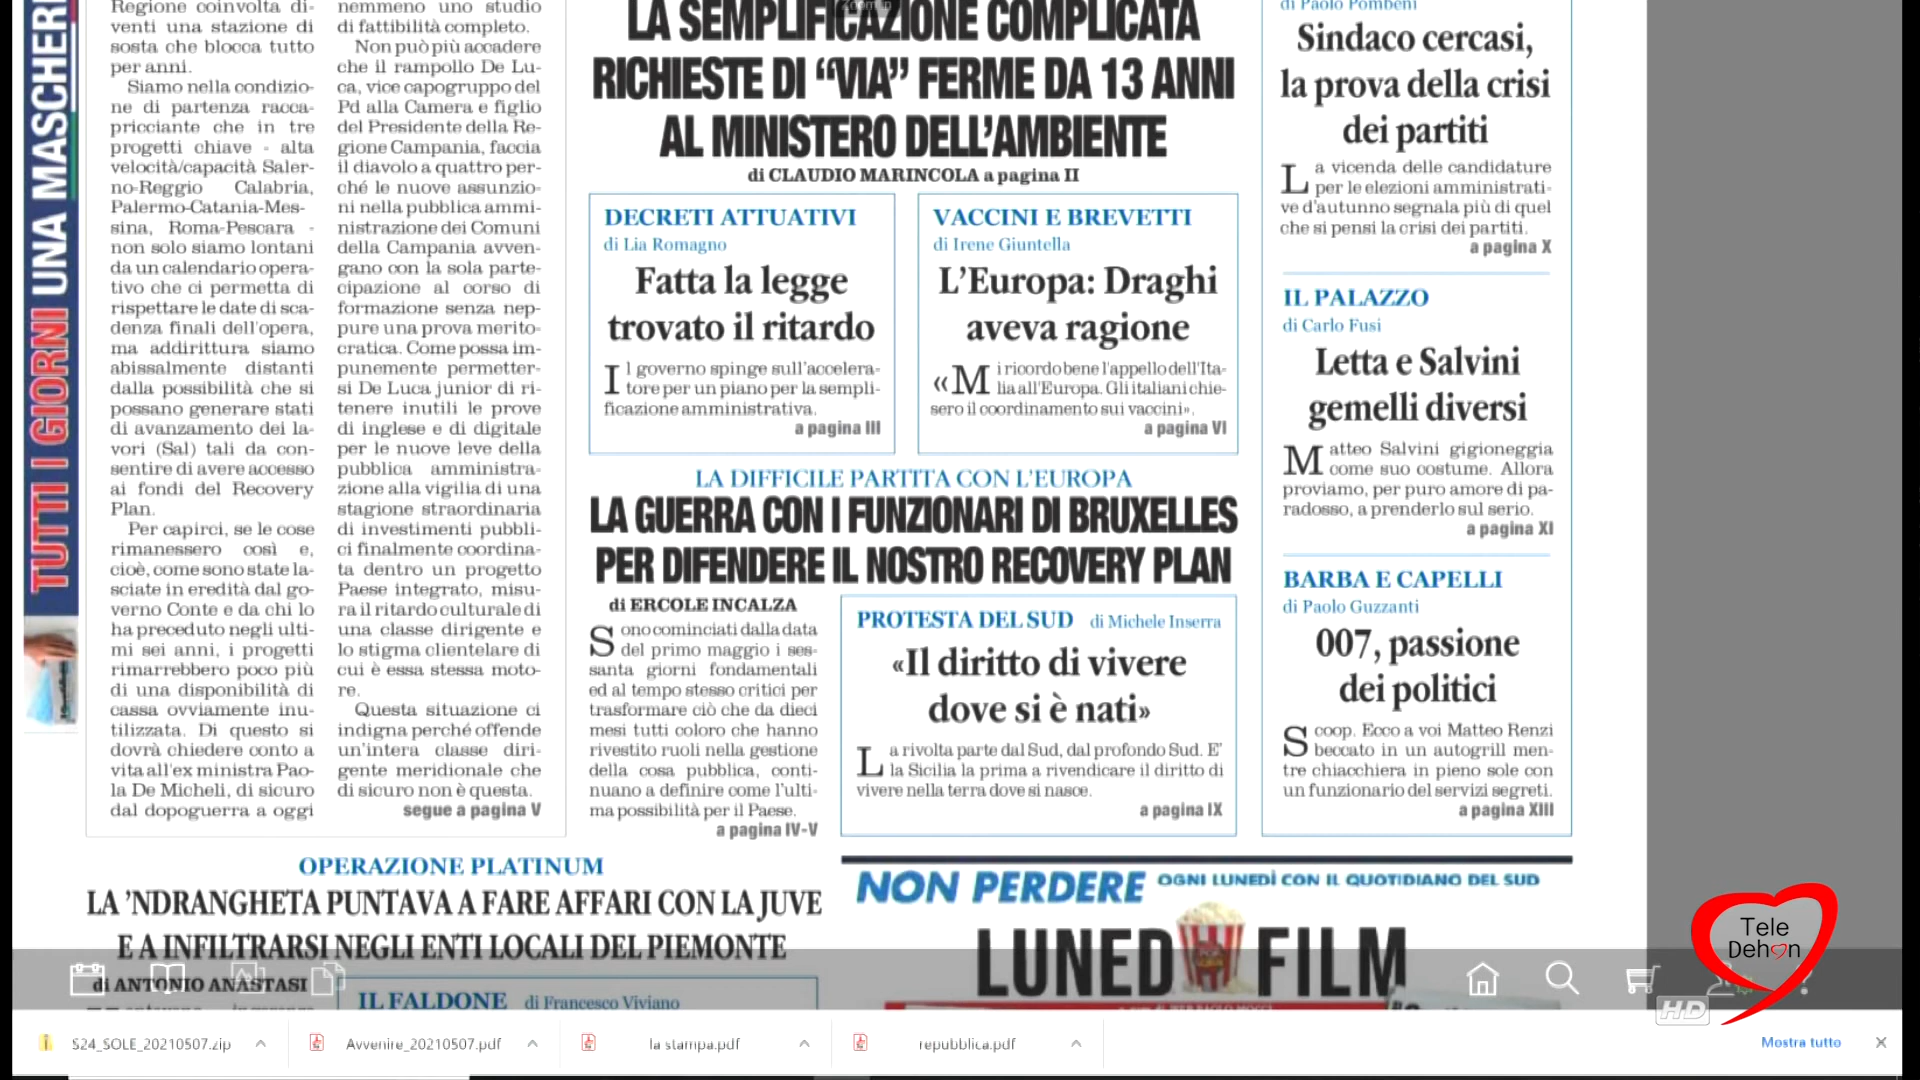 TUTTI I GIORNI UNA MASCHER
Regione coinvolta di-
venti una stazione di
sosta che blocca tutto
per anni.
Siamo nella condizio-
ne di partenza racca-
pricciante che in tre
progetti chiave - alta
velocità/capacità Saler-
no-Reggio Calabria,
Palermo-Catania-Mes-
sina, Roma-Pescara -
non solo siamo lontani
da un calendario opera-
tivo che ci permetta di
rispettare le date di sca-
denza finali dell'opera,
ma addirittura siamo
abissalmente distanti
dalla possibilità che si
possano generare stati
di avanzamento dei la-
vori (Sal) tali da con-
sentire di avere accesso
ai fondi del Recovery
Plan.
Per capirci, se le cose
rimanessero così e,
cioè, come sono state la-
sciate in eredità dal go-
verno Conte e da chi lo
ha preceduto negli ulti-
mi sei anni, i progetti
rimarrebbero poco più
di una disponibilità di
cassa ovviamente inu-
tilizzata. Di questo si
dovrà chiedere conto a
vita all'ex ministra Pao-
la De Micheli, di sicuro
dal dopoguerra a oggi
nemmeno uno studio
di fattibilità completo.
Non può più accadere
che il rampollo De Lu-
ca, vice capogruppo del
Pd alla Camera e figlio
del Presidente della Re-
gione Campania, faccia
il diavolo a quattro per-
ché le nuove assunzio-
ni nella pubblica ammi-
nistrazione dei Comuni
della Campania avven-
gano con la sola parte-
cipazione al corso di
formazione senza nep-
pure una prova merito-
cratica. Come possa im-
punemente permetter-
si De Luca junior di ri-
tenere inutili le prove
di inglese e di digitale
per le nuove leve della
pubblica amministra-
zione alla vigilia di una
stagione straordinaria
di investimenti pubbli-
ci finalmente coordina-
ta dentro un progetto
Paese integrato, misu-
ra il ritardo culturale di
una classe dirigente e
lo stigma clientelare di
cui è essa stessa moto-
re.
Questa situazione ci
indigna perché offende
un'intera classe diri-
gente meridionale che
di sicuro non è questa.
segue a pagina V
Zoom In
LA SEMPLIFICAZIONE COMPLICATA
RICHIESTE DI “VIA” FERME DA 13 ANNI
AL MINISTERO DELL'AMBIENTE
di CLAUDIO MARINCOLA a pagina II
DECRETI ATTUATIVI
di Lia Romagno
Fatta la legge
trovato il ritardo
Il governo spinge sull'accelera-
tore per un piano per la sempli-
ficazione amministrativa.
a pagina III
VACCINI E BREVETTI
di Irene Giuntella
L'Europa: Draghi
aveva ragione
«Mi ricordo bene l'appello dell'Ita-
lia all'Europa. Gli italiani chie-
sero il coordinamento sui vaccini».
a pagina VI
LA DIFFICILE PARTITA CON L'EUROPA
LA GUERRA CON I FUNZIONARI DI BRUXELLES
PER DIFENDERE IL NOSTRO RECOVERY PLAN
di ERCOLE INCALZA
Sono cominciati dalla data
del primo maggio i ses-
santa giorni fondamentali
ed al tempo stesso critici per
trasformare ciò che da dieci
mesi tutti coloro che hanno
rivestito ruoli nella gestione
della cosa pubblica, conti-
nuano a definire come l'ulti-
ma possibilità per il Paese.
a pagina IV-V
PROTESTA DEL SUD di Michele Inserra
«Il diritto di vivere
dove si è nati»
La rivolta parte dal Sud, dal profondo Sud. E'
la Sicilia la prima a rivendicare il diritto di
vivere nella terra dove si nasce.
a pagina IX
di Paolo Pombeni
Sindaco cercasi,
la prova della crisi
dei partiti
La vicenda delle candidature
per le elezioni amministrati-
ve d'autunno segnala più di quel
che si pensi la crisi dei partiti.
a pagina X
IL PALAZZO
di Carlo Fusi
Letta e Salvini
gemelli diversi
Matteo Salvini gigioneggia
come suo costume. Allora
proviamo, per puro amore di pa-
radosso, a prenderlo sul serio.
a pagina XI
BARBA E CAPELLI
di Paolo Guzzanti
007, passione
dei politici
Scoop. Ecco a voi Matteo Renzi
beccato in un autogrill men-
tre chiacchiera in pieno sole con
un funzionario del servizi segreti.
a pagina XIII
OPERAZIONE PLATINUM
LA 'NDRANGHETA PUNTAVA A FARE AFFARI CON LA JUVE
E A INFILTRARSI NEGLI ENTI LOCALI DEL PIEMONTE
di ANTONIO ANASTASI
IL FALDONE di Francesco Viviano
NON PERDERE OGNI LUNEDÌ CON IL QUOTIDIANO DEL SUD
LUNED FILM
Tele
Dehon
HD
S24_SOLE_20210507.zip
Avvenire_20210507.pdf
la stampa.pdf
repubblica.pdf
Mostra tutto